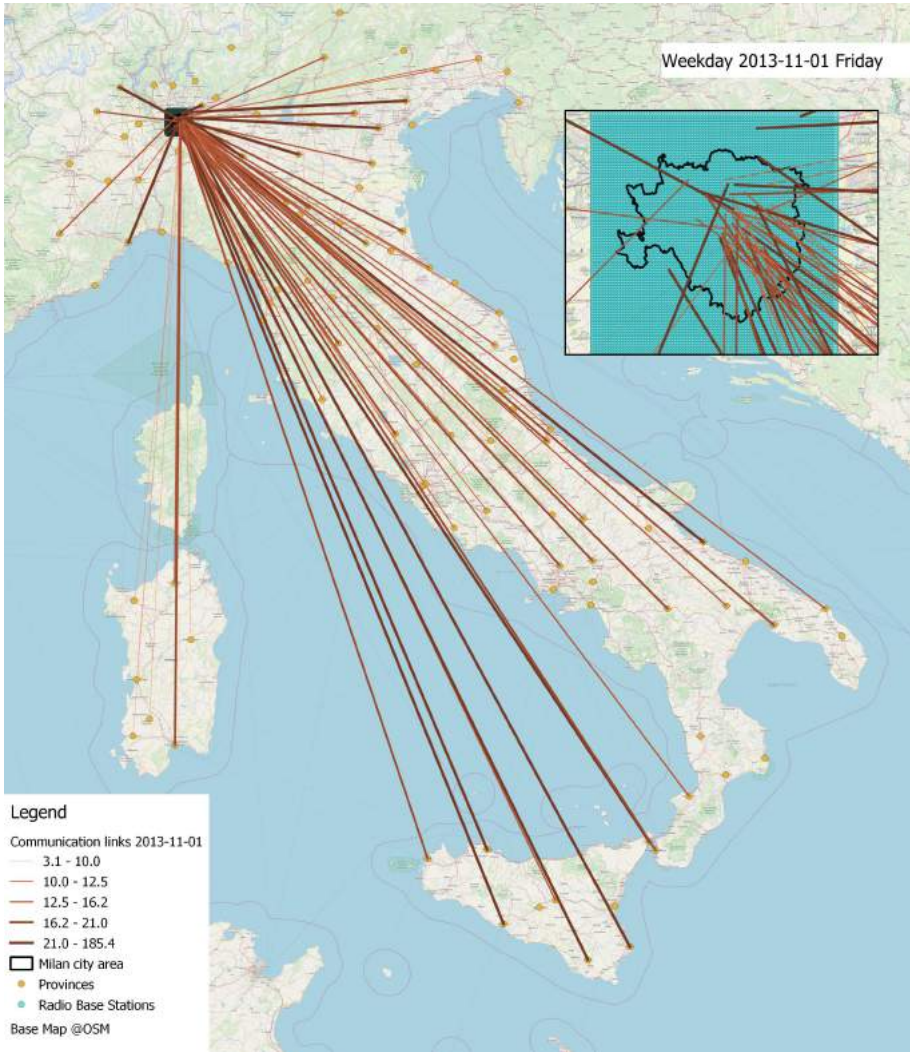 Weekday 2013-11-01 Friday
Legend
Communication links 2013-11-01
3.1 - 10.0
10.0 - 12.5
12.5 - 16.2
16.2 - 21.0
21.0 - 185.4
Milan city area
Provinces
Radio Base Stations
Base Map @OSM